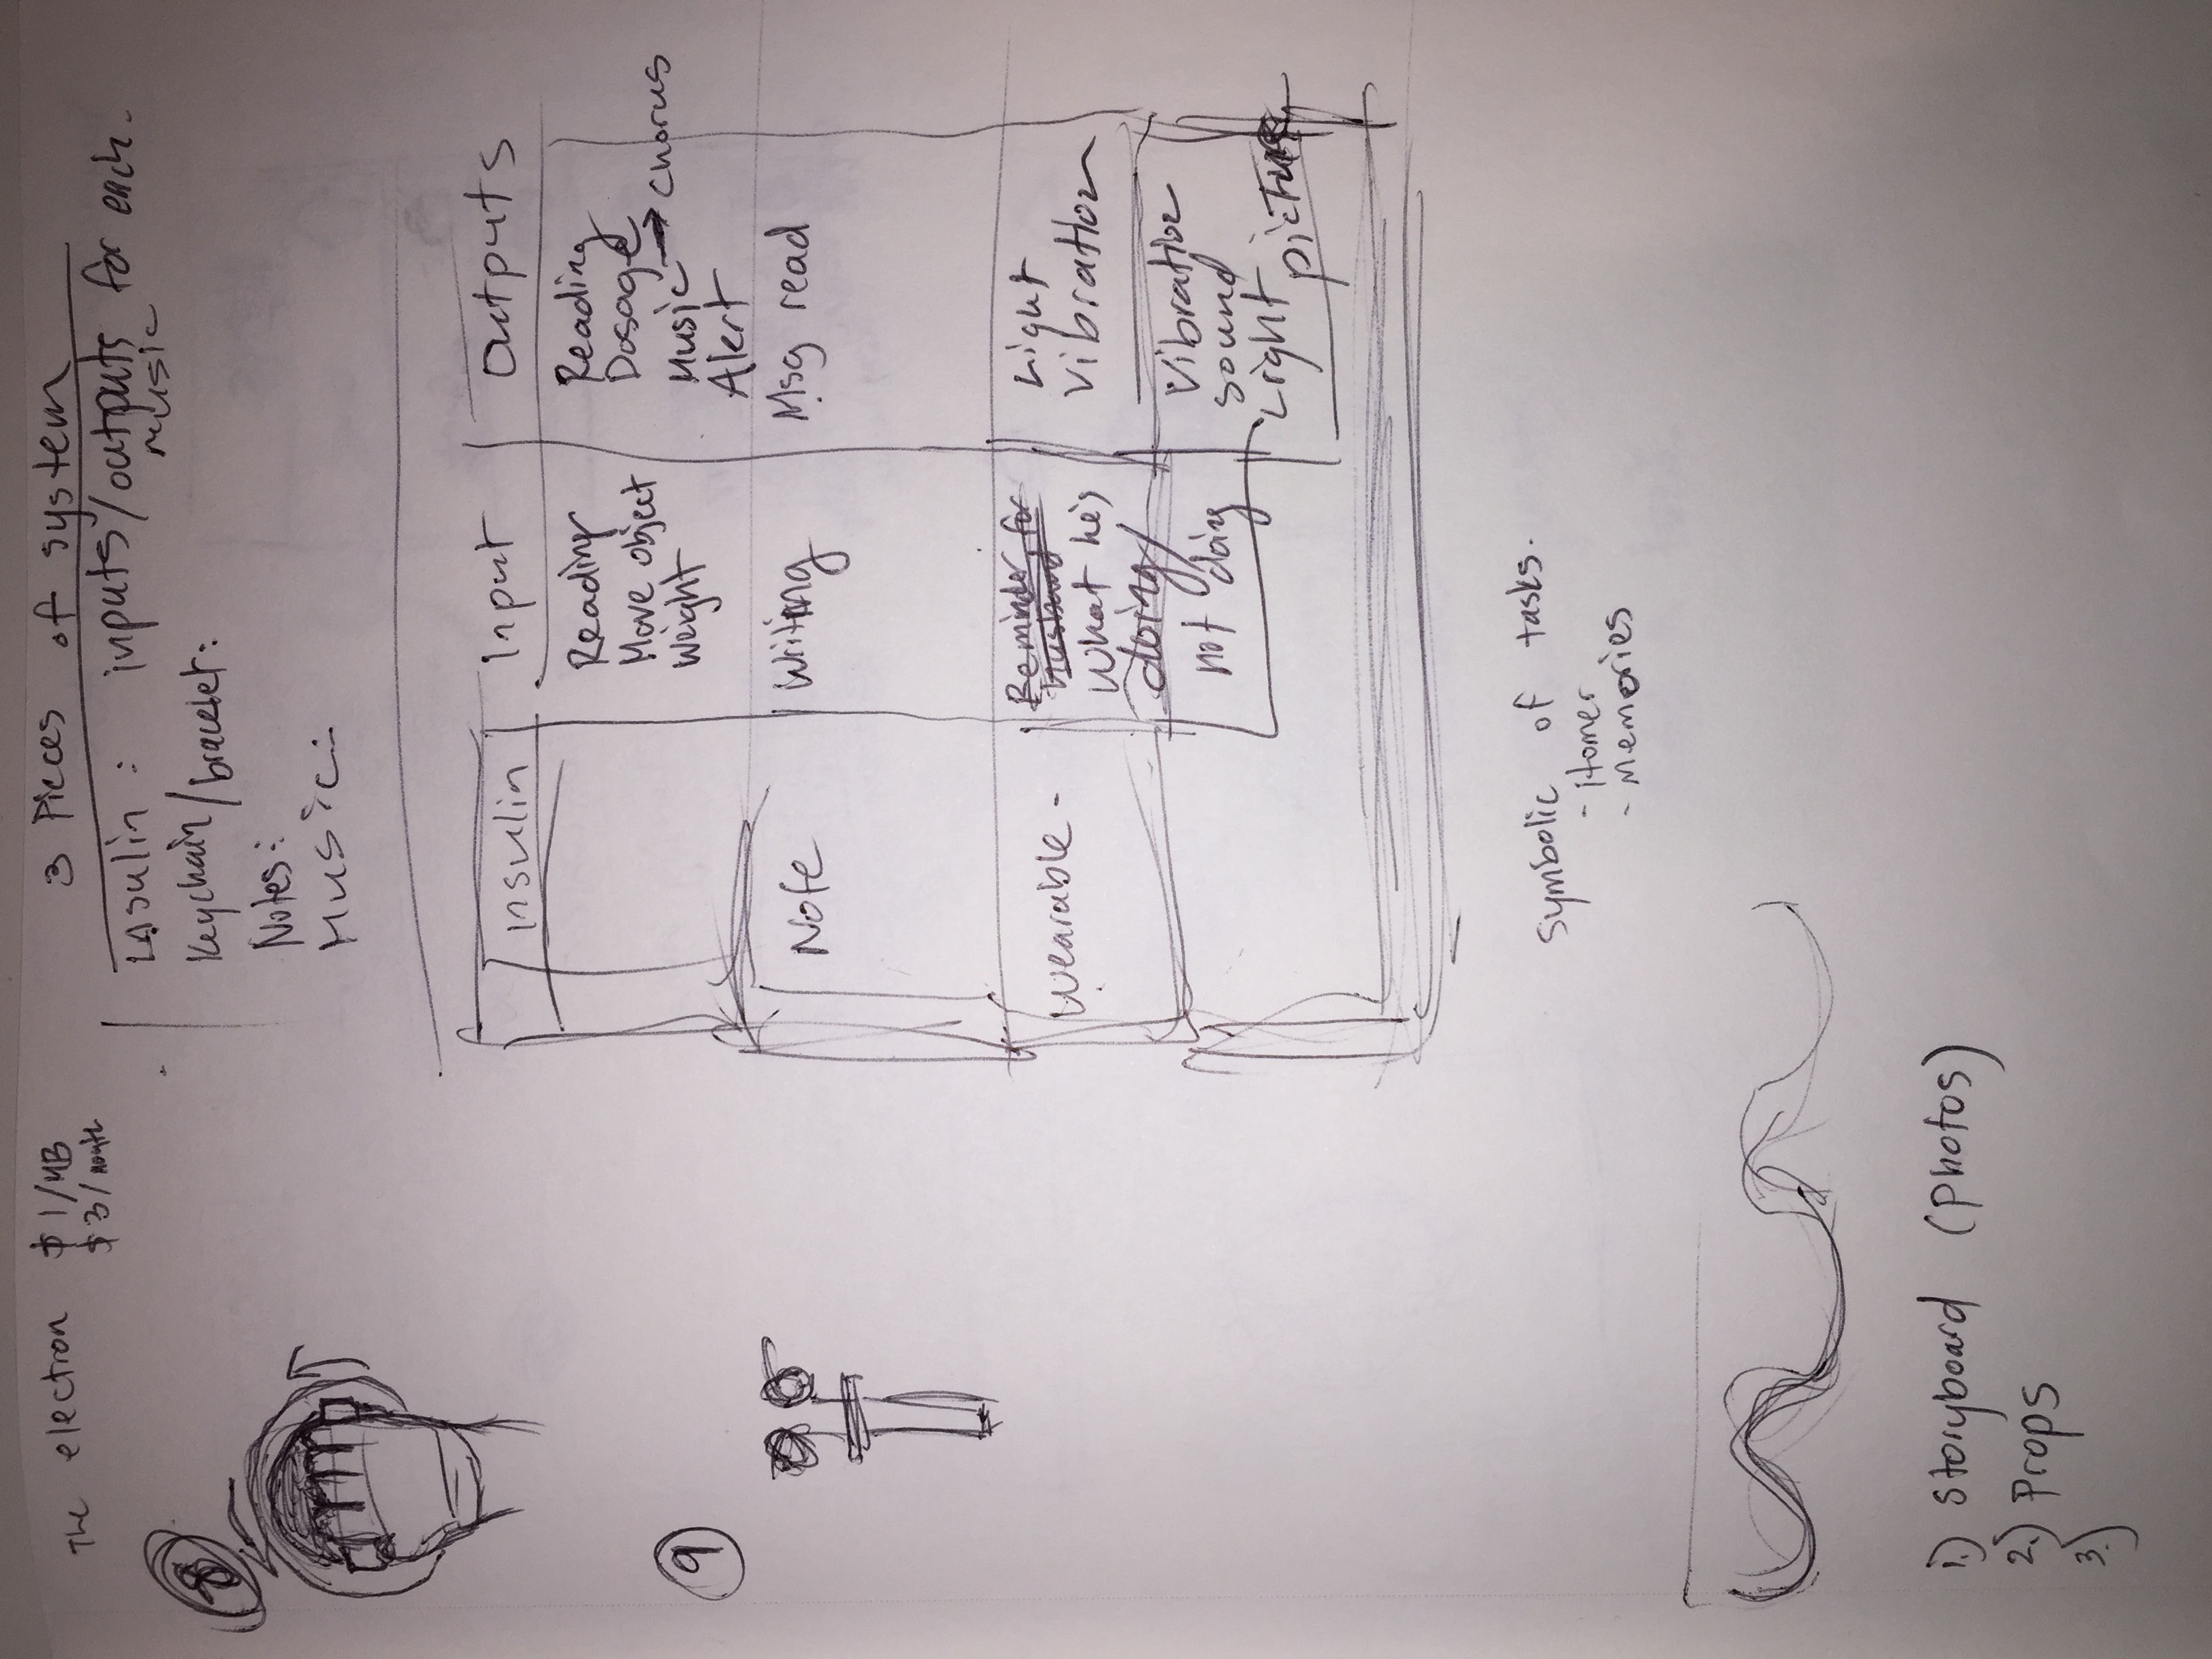 The electron $1/MB
$3/month
3 Pieces of system
Insulin: inputs/outputs for each.
music
Keychain/bracelet:
Notes:
Music:
8
Insulin Input Outputs
Reading Reading
Move object Dosage
Weight Music → chorus
Alert
Note Writing Msg read
9
Wearable - Reminder for Light
husband Vibration
What he's
doing/ Vibration
not doing sound
Light picture
Symbolic of tasks.
- Homer
- Memories
1.) Storyboard (Photos)
2.) Props
3.)